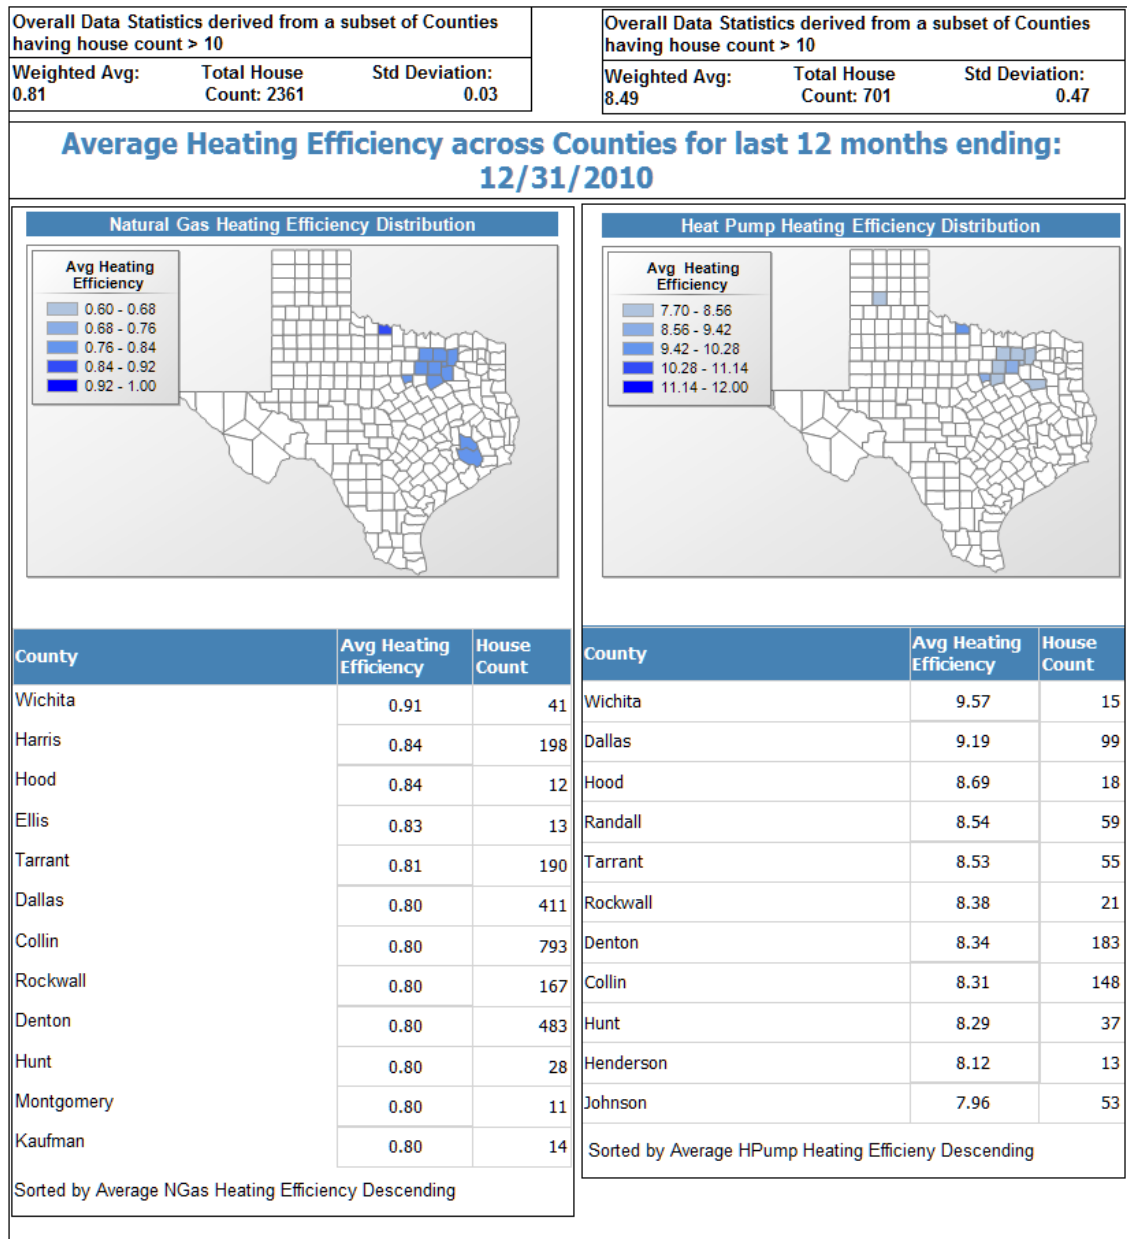 Overall Data Statistics derived from a subset of Counties
having house count > 10
Weighted Avg: Total House Std Deviation:
0.81 Count: 2361 0.03
Overall Data Statistics derived from a subset of Counties
having house count > 10
Weighted Avg: Total House Std Deviation:
8.49 Count: 701 0.47
Average Heating Efficiency across Counties for last 12 months ending:
12/31/2010
Natural Gas Heating Efficiency Distribution
Avg Heating
Efficiency
0.60 - 0.68
0.68 - 0.76
0.76 - 0.84
0.84 - 0.92
0.92 - 1.00
County Avg Heating House
Efficiency Count
Wichita 0.91 41
Harris 0.84 198
Hood 0.84 12
Ellis 0.83 13
Tarrant 0.81 190
Dallas 0.80 411
Collin 0.80 793
Rockwall 0.80 167
Denton 0.80 483
Hunt 0.80 28
Montgomery 0.80 11
Kaufman 0.80 14
Sorted by Average NGas Heating Efficiency Descending
Heat Pump Heating Efficiency Distribution
Avg Heating
Efficiency
7.70 - 8.56
8.56 - 9.42
9.42 - 10.28
10.28 - 11.14
11.14 - 12.00
County Avg Heating House
Efficiency Count
Wichita 9.57 15
Dallas 9.19 99
Hood 8.69 18
Randall 8.54 59
Tarrant 8.53 55
Rockwall 8.38 21
Denton 8.34 183
Collin 8.31 148
Hunt 8.29 37
Henderson 8.12 13
Johnson 7.96 53
Sorted by Average HPump Heating Efficieny Descending